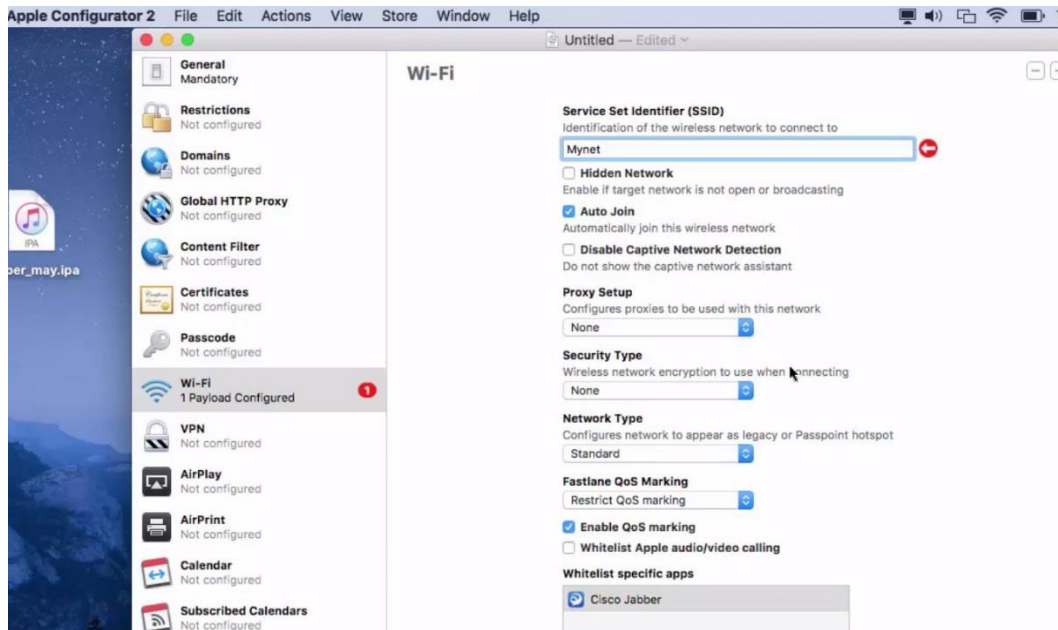 Apple Configurator 2 File Edit Actions View Store Window Help
Untitled — Edited
IPA
per_may.ipa
General
Mandatory
Restrictions
Not configured
Domains
Not configured
Global HTTP Proxy
Not configured
Content Filter
Not configured
Certificates
Not configured
Passcode
Not configured
Wi-Fi
1 Payload Configured
1
VPN
Not configured
AirPlay
Not configured
AirPrint
Not configured
Calendar
Not configured
Subscribed Calendars
Not configured
Wi-Fi
Service Set Identifier (SSID)
Identification of the wireless network to connect to
Mynet
Hidden Network
Enable if target network is not open or broadcasting
Auto Join
Automatically join this wireless network
Disable Captive Network Detection
Do not show the captive network assistant
Proxy Setup
Configures proxies to be used with this network
None
Security Type
Wireless network encryption to use when connecting
None
Network Type
Configures network to appear as legacy or Passpoint hotspot
Standard
Fastlane QoS Marking
Restrict QoS marking
Enable QoS marking
Whitelist Apple audio/video calling
Whitelist specific apps
Cisco Jabber